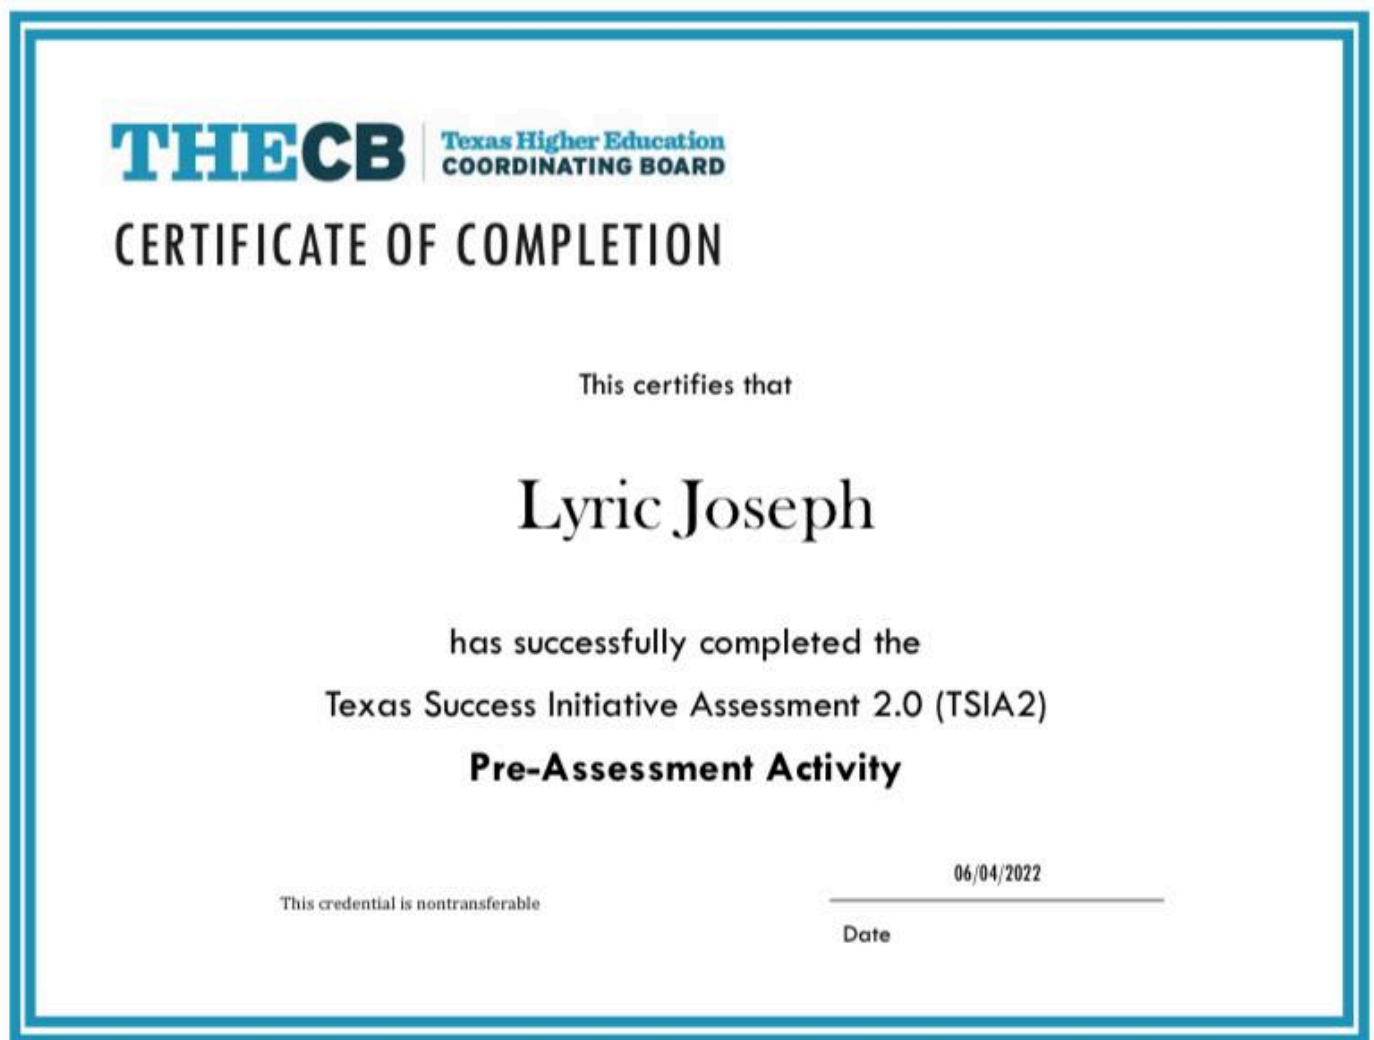 THECB
Texas Higher Education
COORDINATING BOARD
CERTIFICATE OF COMPLETION
This certifies that
Lyric Joseph
has successfully completed the
Texas Success Initiative Assessment 2.0 (TSIA2)
Pre-Assessment Activity
06/04/2022
This credential is nontransferable
Date